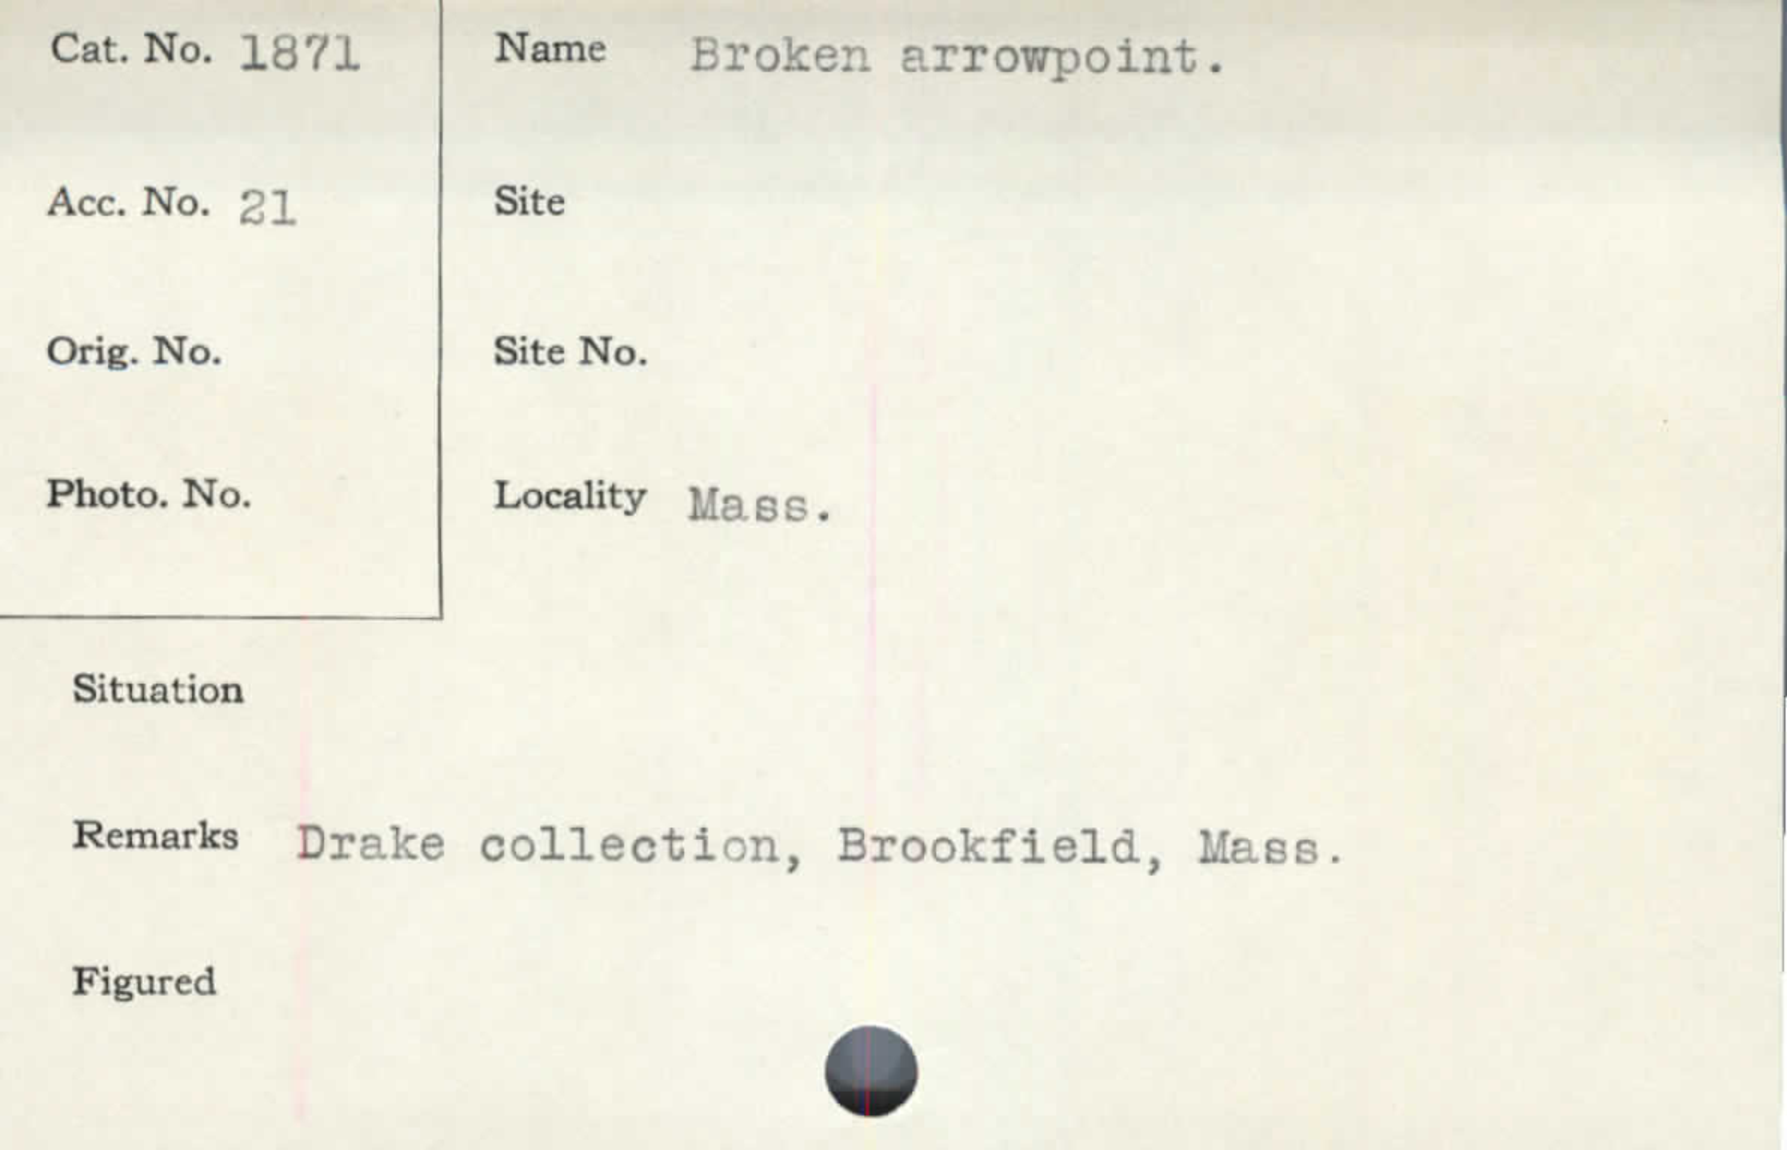 Cat. No. 1871
Name Broken arrowpoint.
Acc. No. 21
Site
Orig. No.
Site No.
Photo. No.
Locality Mass.
Situation
Remarks Drake collection, Brookfield, Mass.
Figured